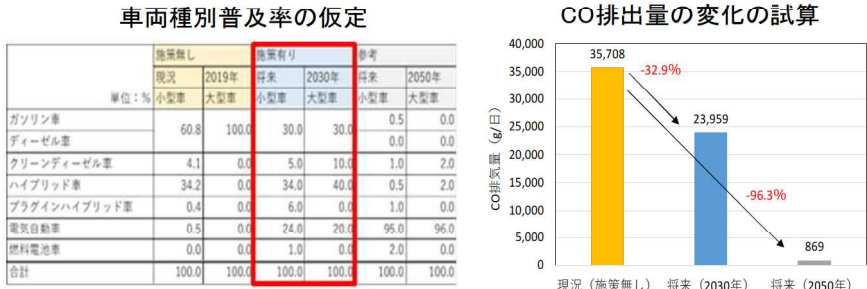 車両種別普及率の仮定
施策無し 施策有り 参考
現況 2019年 将来 2030年 将来 2050年
単位:% 小型車 大型車 小型車 大型車 小型車 大型車
ガソリン車 60.8 100.0 30.0 30.0 0.5 0.0
ディーゼル車 0.0 0.0
クリーンディーゼル車 4.1 0.0 5.0 10.0 1.0 2.0
ハイブリッド車 34.2 0.0 34.0 40.0 0.5 2.0
プラグインハイブリッド車 0.4 0.0 6.0 0.0 1.0 0.0
電気自動車 0.5 0.0 24.0 20.0 95.0 96.0
燃料電池車 0.0 0.0 1.0 0.0 2.0 0.0
合計 100.0 100.0 100.0 100.0 100.0 100.0
CO排出量の変化の試算
CO排気量(g/日)
40,000
35,000
30,000
25,000
20,000
15,000
10,000
5,000
0
35,708
-32.9%
23,959
-96.3%
869
現況(施策無し) 将来(2030年) 将来(2050年)